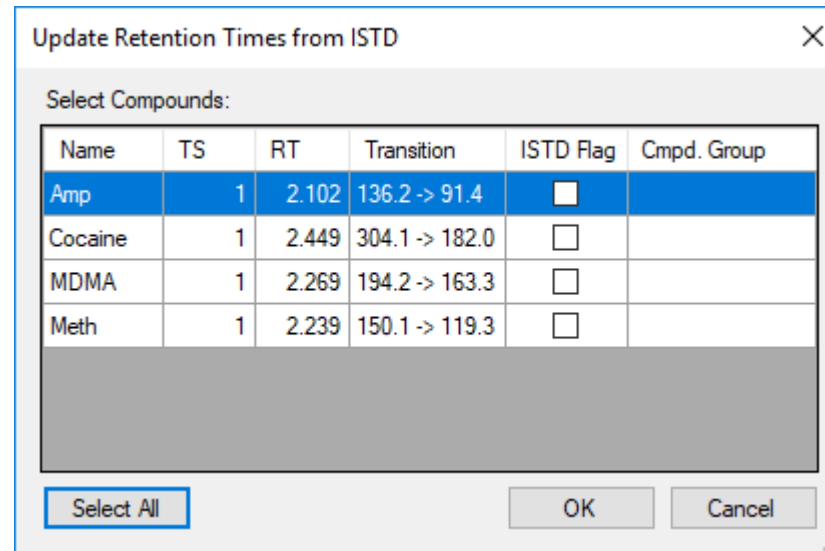 Update Retention Times from ISTD
Select Compounds:
Name TS RT Transition ISTD Flag Cmpd. Group
Amp 1 2.102 136.2 -> 91.4
Cocaine 1 2.449 304.1 -> 182.0
MDMA 1 2.269 194.2 -> 163.3
Meth 1 2.239 150.1 -> 119.3
Select All OK Cancel